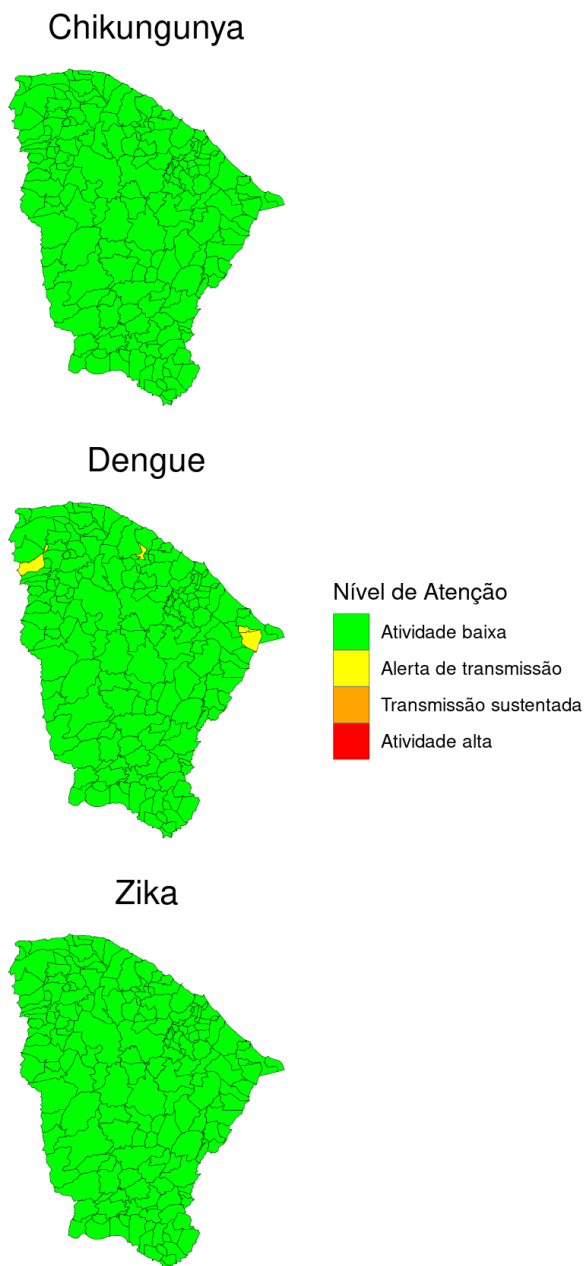 Chikungunya
Dengue
Nível de Atenção
Atividade baixa
Alerta de transmissão
Transmissão sustentada
Atividade alta
Zika